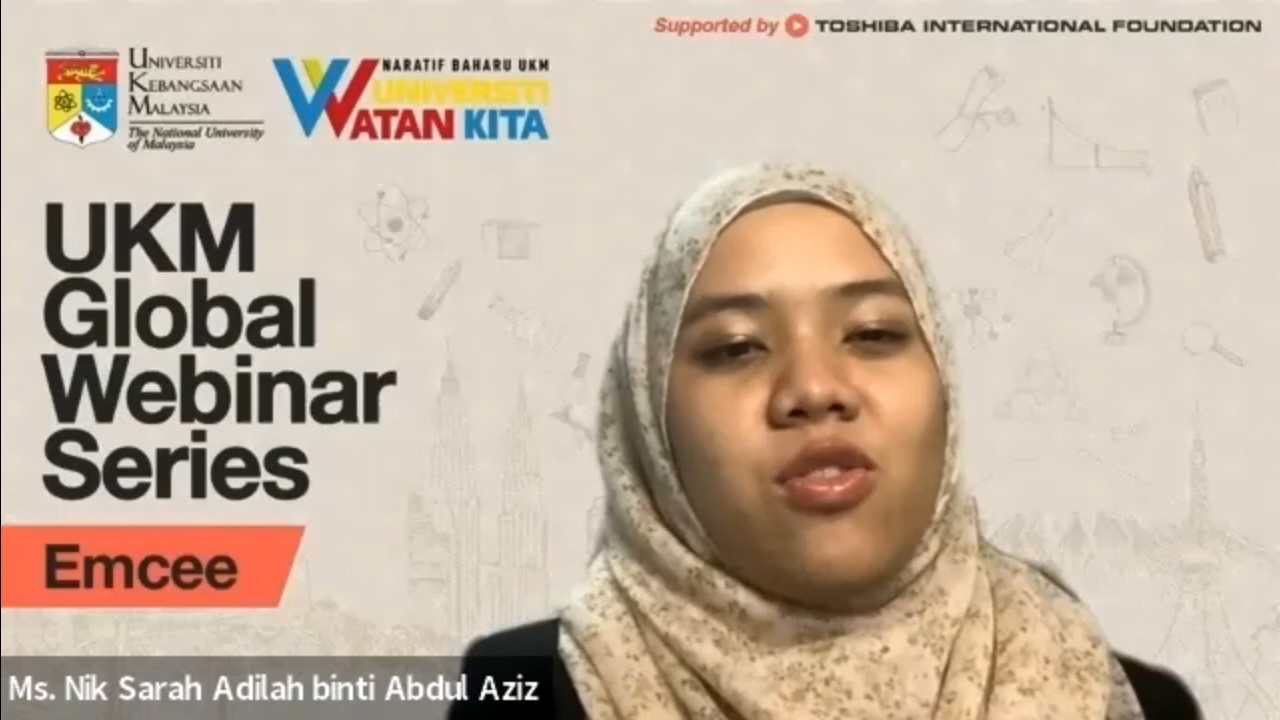 Supported by TOSHIBA INTERNATIONAL FOUNDATION
UNIVERSITI
KEBANGSAAN
MALAYSIA
The National University
of Malaysia
NARATIF BAHARU UKM
UNIVERSITI
WATAN KITA
UKM
Global
Webinar
Series
Emcee
Ms. Nik Sarah Adilah binti Abdul Aziz